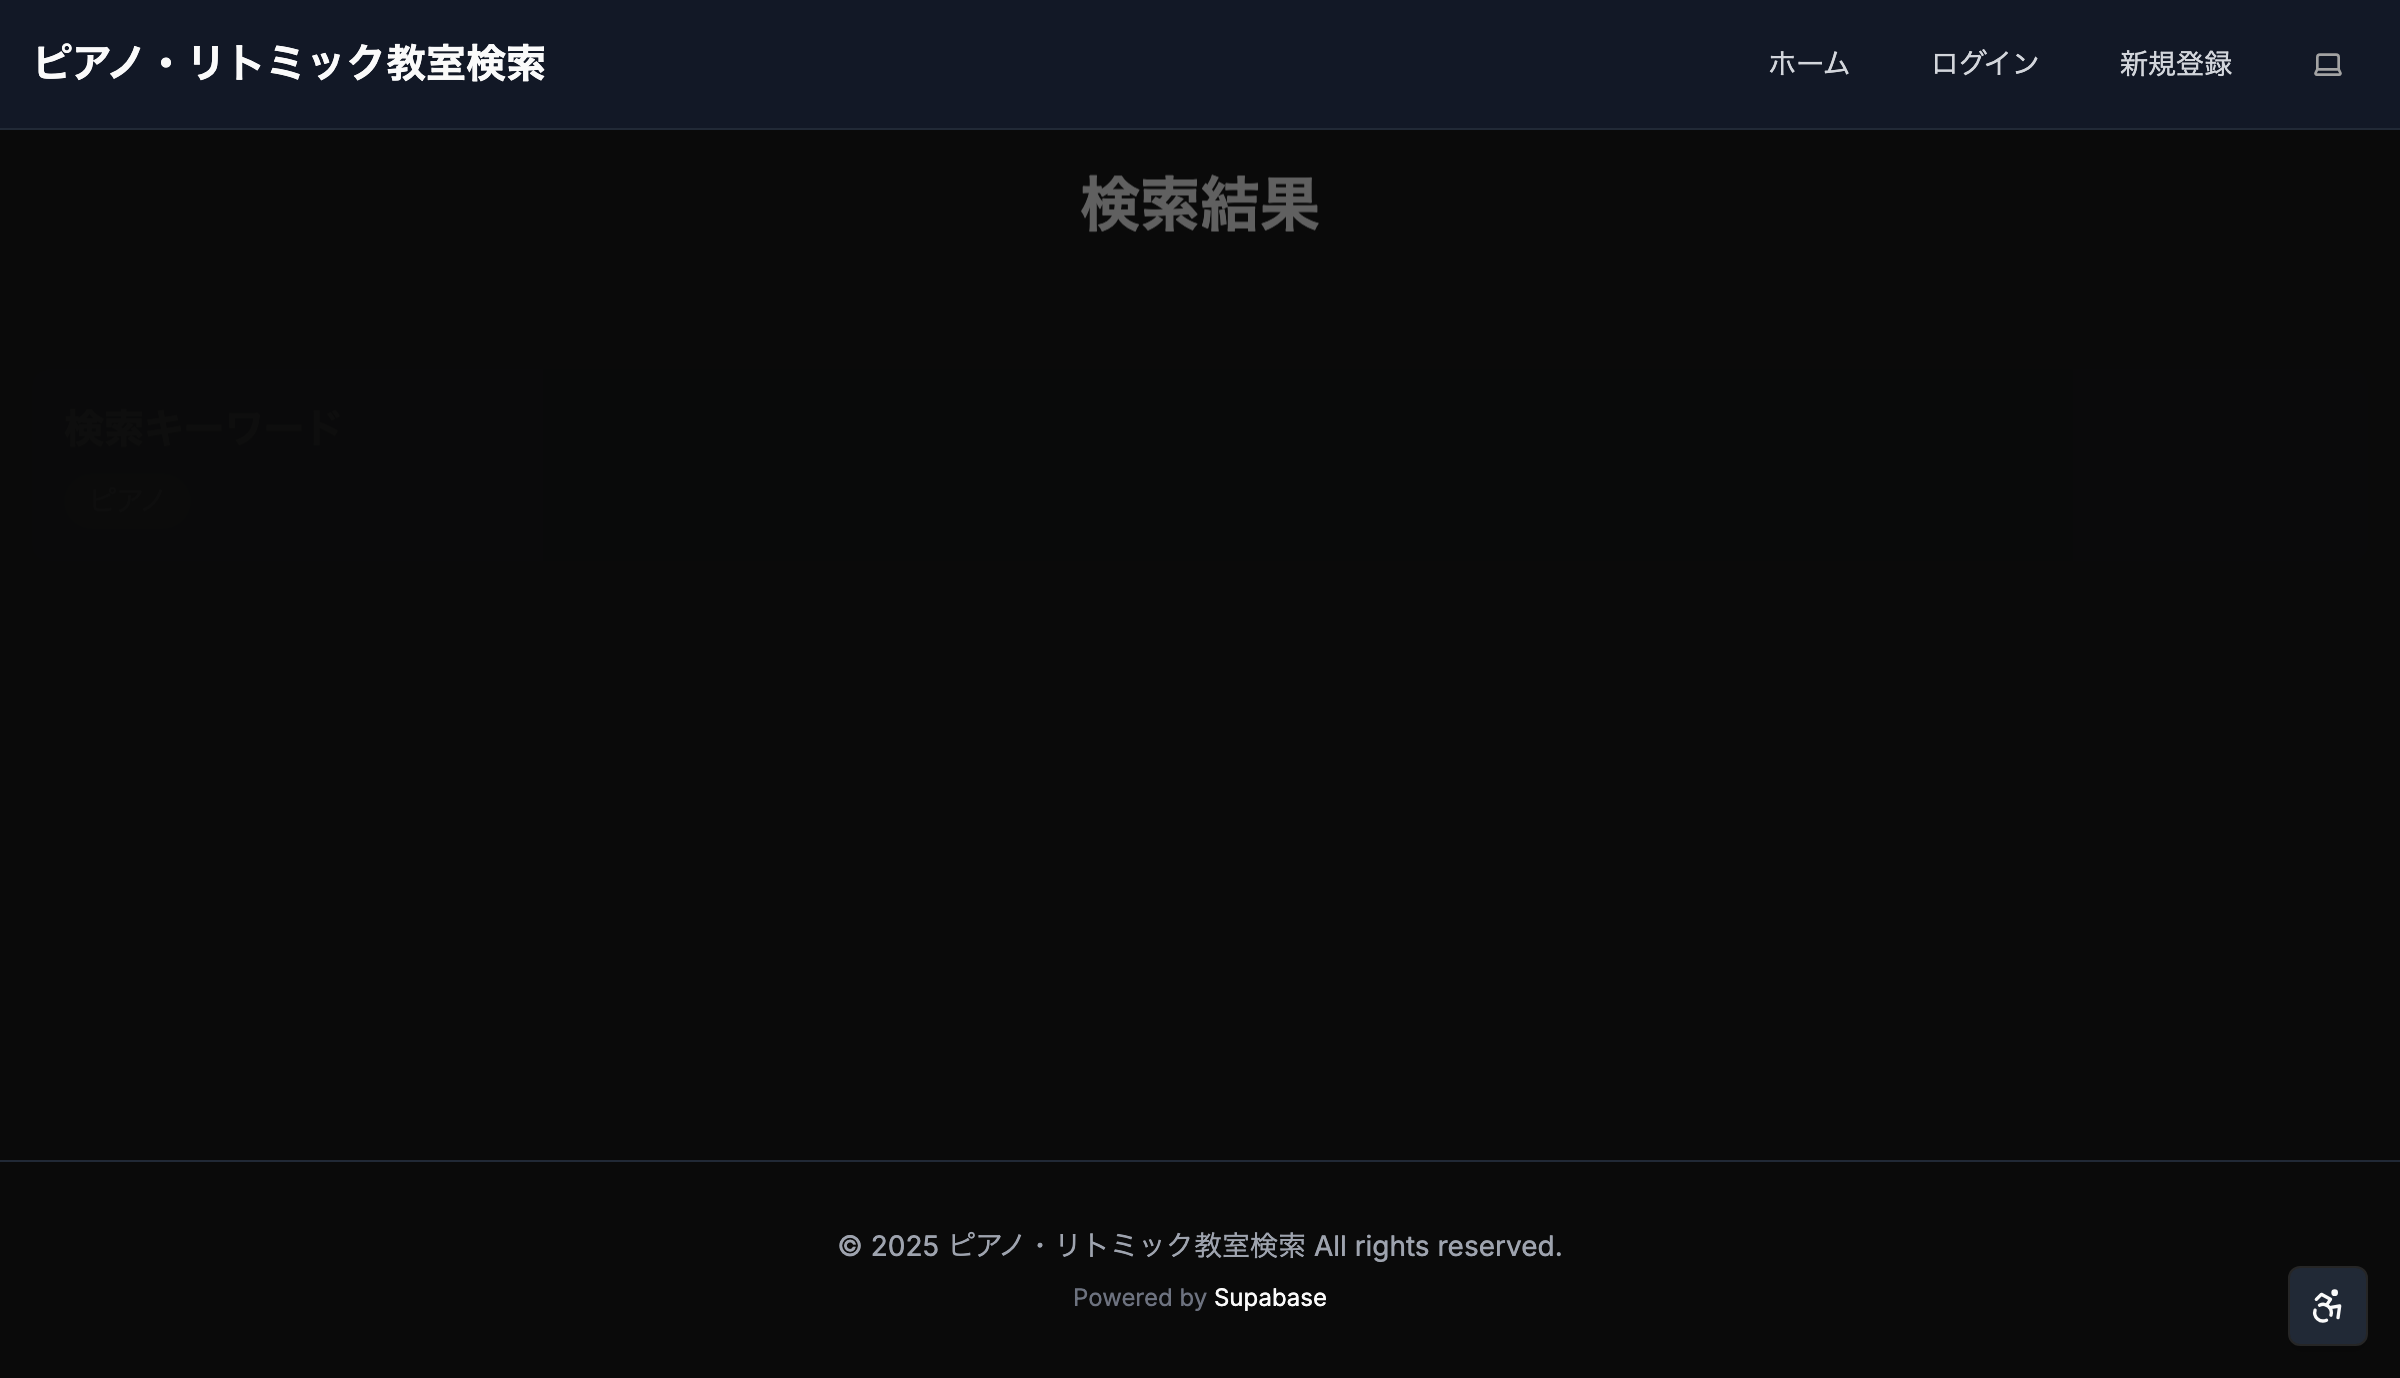 ピアノ・リトミック教室検索
ホーム ログイン 新規登録
検索結果
検索キーワード
ピアノ
© 2025 ピアノ・リトミック教室検索 All rights reserved.
Powered by Supabase